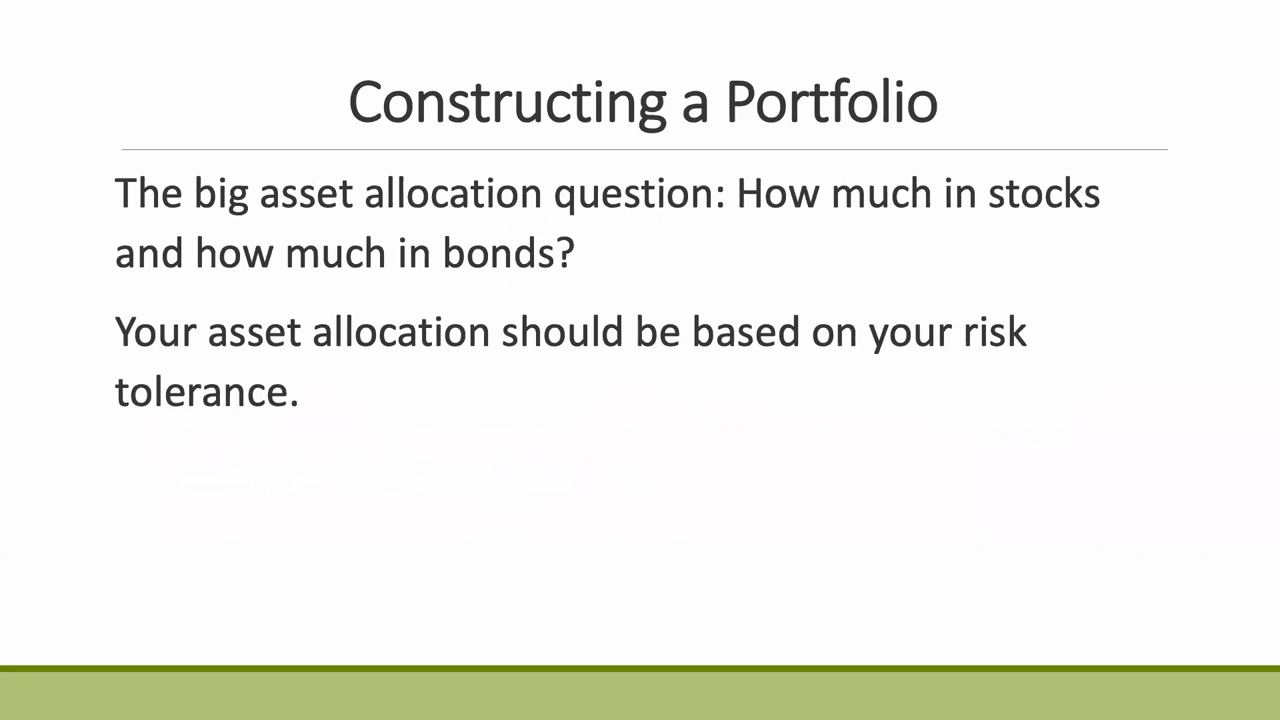 Constructing a Portfolio
The big asset allocation question: How much in stocks
and how much in bonds?
Your asset allocation should be based on your risk
tolerance.